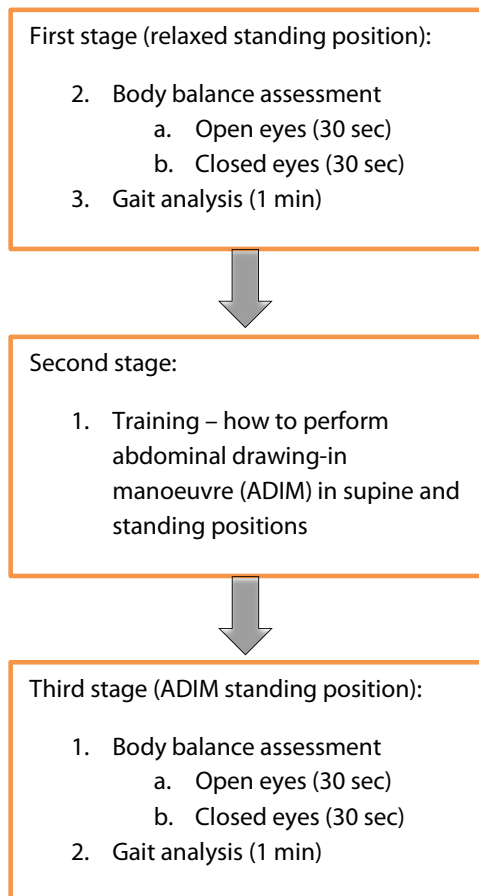 First stage (relaxed standing position):
2. Body balance assessment
a. Open eyes (30 sec)
b. Closed eyes (30 sec)
3. Gait analysis (1 min)
Second stage:
1. Training – how to perform
abdominal drawing-in
manoeuvre (ADIM) in supine and
standing positions
Third stage (ADIM standing position):
1. Body balance assessment
a. Open eyes (30 sec)
b. Closed eyes (30 sec)
2. Gait analysis (1 min)